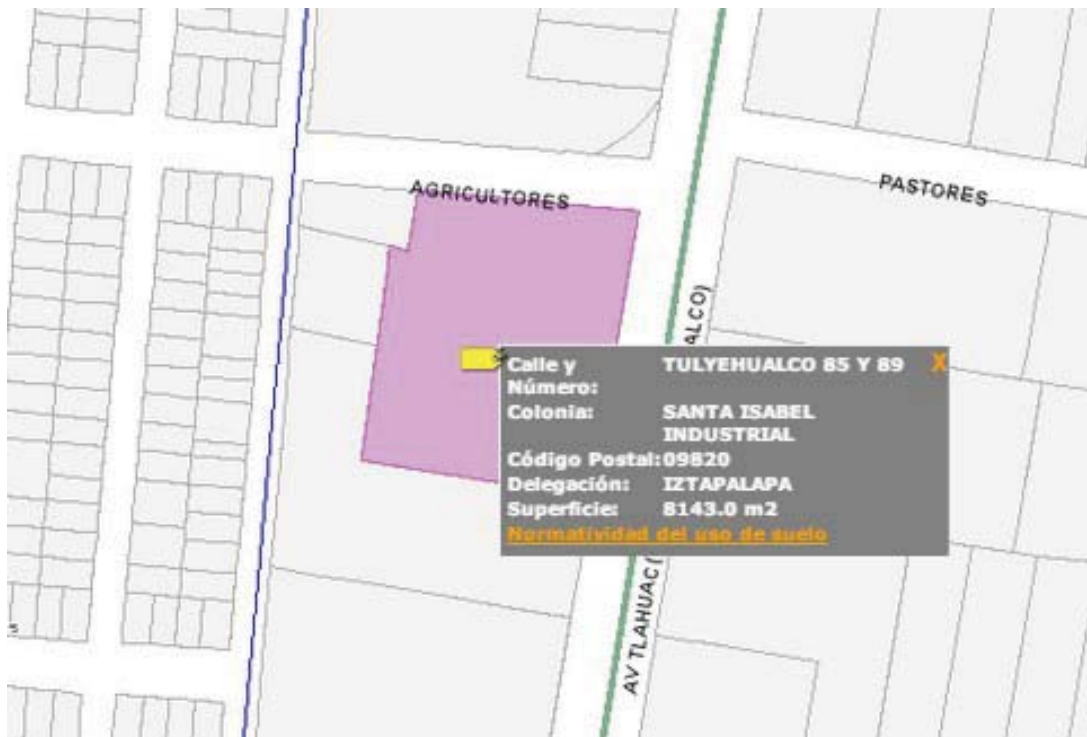 AGRICULTORES
PASTORES
ALCO)
Calle y TULYEHUALCO 85 Y 89 X
Número:
Colonia: SANTA ISABEL
INDUSTRIAL
Código Postal: 09820
Delegación: IZTAPALAPA
Superficie: 8143.0 m2
Normatividad del uso de suelo
AV TLAHUAC (